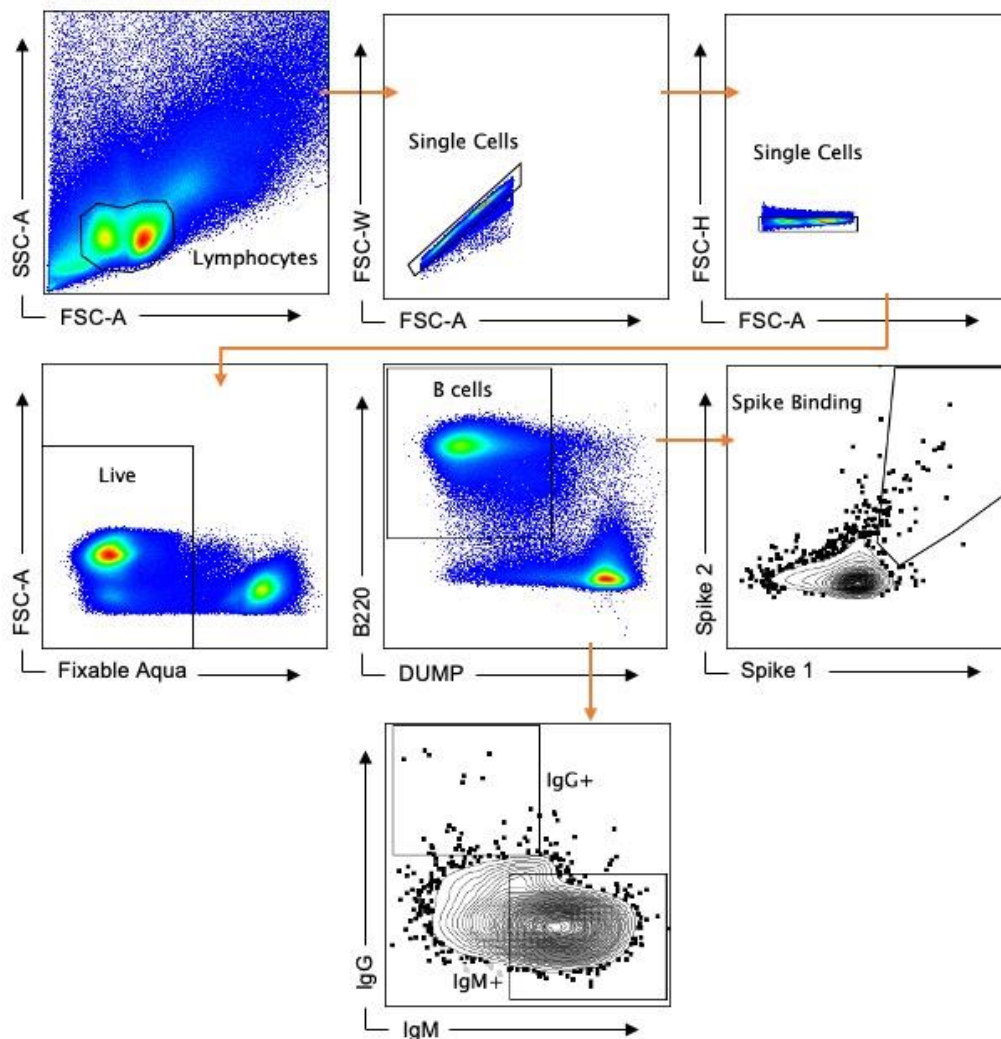 SSC-A
Lymphocytes
FSC-A
FSC-W
Single Cells
FSC-A
FSC-H
Single Cells
FSC-A
FSC-A
Live
Fixable Aqua
B220
B cells
DUMP
Spike 2
Spike Binding
Spike 1
IgG
IgG+
IgM+
IgM